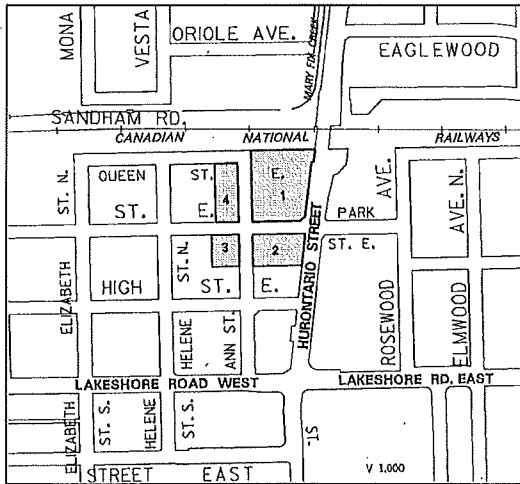 MONA
VESTA
ORIOLE AVE.
MARY FIX CREEK
EAGLEWOOD
SANDHAM RD.
CANADIAN NATIONAL RAILWAYS
ST. N.
QUEEN ST. E.
4
1
AVE.
AVE. N.
ST. E.
PARK
HURONTARIO STREET
ST. N.
3
2
ST. E.
ELIZABETH
HIGH ST. E.
HELENE
ANN ST.
ROSEWOOD
ELMWOOD
LAKESHORE ROAD WEST
LAKESHORE RD. EAST
ELIZABETH
ST. S.
HELENE
ST. S.
ST.
STREET EAST
V 1,000